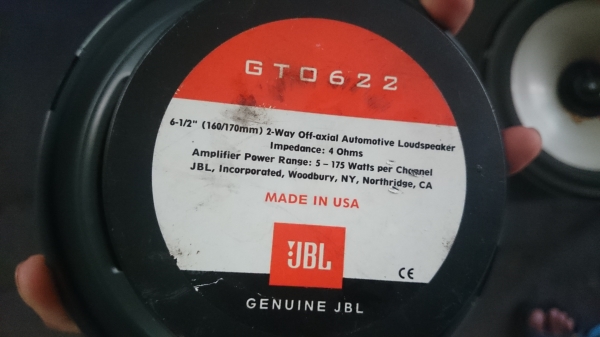 GTO622
6-1/2" (160/170mm) 2-Way Off-axial Automotive Loudspeaker
Impedance: 4 Ohms
Amplifier Power Range: 5 - 175 Watts per Channel
JBL, Incorporated, Woodbury, NY, Northridge, CA
MADE IN USA
JBL
CE
GENUINE JBL